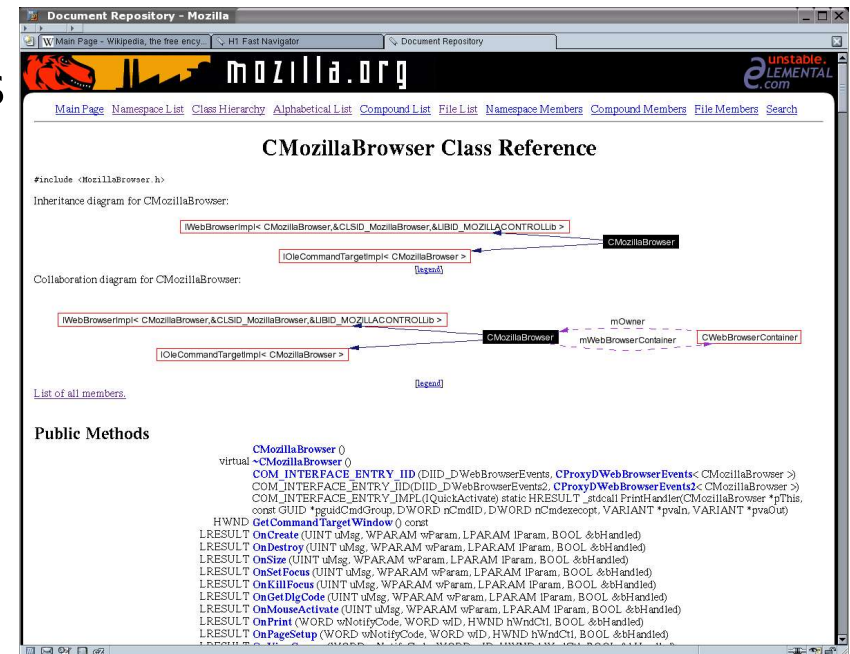 Document Repository - Mozilla
Main Page - Wikipedia, the free ency...
H1 Fast Navigator
Document Repository
mozilla.org
unstable.
ELEMENTAL
.com
Main Page Namespace List Class Hierarchy Alphabetical List Compound List File List Namespace Members Compound Members File Members Search
CMozillaBrowser Class Reference
#include <MozillaBrowser.h>
Inheritance diagram for CMozillaBrowser:
IWebBrowserImpl< CMozillaBrowser,&CLSID_MozillaBrowser,&LIBID_MOZILLACONTROLLib >
CMozillaBrowser
IOleCommandTargetImpl< CMozillaBrowser >
[legend]
Collaboration diagram for CMozillaBrowser:
IWebBrowserImpl< CMozillaBrowser,&CLSID_MozillaBrowser,&LIBID_MOZILLACONTROLLib >
mOwner
CMozillaBrowser
mWebBrowserContainer
CWebBrowserContainer
IOleCommandTargetImpl< CMozillaBrowser >
[legend]
List of all members.
Public Methods
CMozillaBrowser ()
virtual ~CMozillaBrowser ()
COM_INTERFACE_ENTRY_IID (DIID_DWebBrowserEvents, CProxyDWebBrowserEvents< CMozillaBrowser >)
COM_INTERFACE_ENTRY_IID(DIID_DWebBrowserEvents2, CProxyDWebBrowserEvents2< CMozillaBrowser >)
COM_INTERFACE_ENTRY_IMPL(IQuickActivate) static HRESULT _stdcall PrintHandler(CMozillaBrowser *pThis,
const GUID *pguidCmdGroup, DWORD nCmdID, DWORD nCmdexecopt, VARIANT *pvaIn, VARIANT *pvaOut)
HWND GetCommandTargetWindow () const
LRESULT OnCreate (UINT uMsg, WPARAM wParam, LPARAM lParam, BOOL &bHandled)
LRESULT OnDestroy (UINT uMsg, WPARAM wParam, LPARAM lParam, BOOL &bHandled)
LRESULT OnSize (UINT uMsg, WPARAM wParam, LPARAM lParam, BOOL &bHandled)
LRESULT OnSetFocus (UINT uMsg, WPARAM wParam, LPARAM lParam, BOOL &bHandled)
LRESULT OnKillFocus (UINT uMsg, WPARAM wParam, LPARAM lParam, BOOL &bHandled)
LRESULT OnGetDlgCode (UINT uMsg, WPARAM wParam, LPARAM lParam, BOOL &bHandled)
LRESULT OnMouseActivate (UINT uMsg, WPARAM wParam, LPARAM lParam, BOOL &bHandled)
LRESULT OnPrint (WORD wNotifyCode, WORD wID, HWND hWndCtl, BOOL &bHandled)
LRESULT OnPageSetup (WORD wNotifyCode, WORD wID, HWND hWndCtl, BOOL &bHandled)